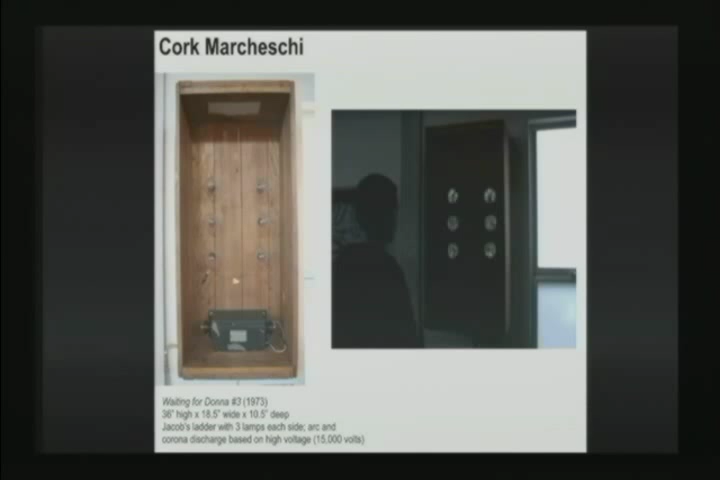 Cork Marcheschi
Waiting for Donna #3 (1973)
36" high x 18.5" wide x 10.5" deep
Jacob's ladder with 3 lamps each side; arc and
corona discharge based on high voltage (15,000 volts)